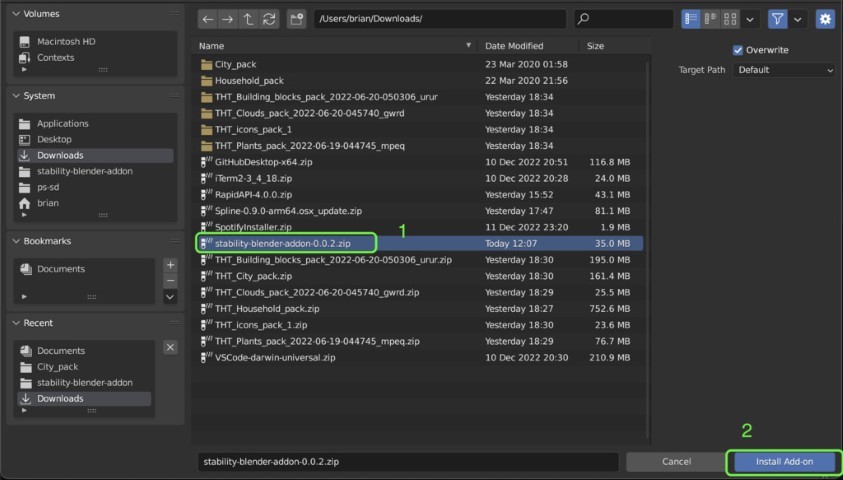 Volumes
Macintosh HD
Contexts
System
Applications
Desktop
Downloads
stability-blender-addon
ps-sd
brian
Bookmarks
Documents
Recent
Documents
City_pack
stability-blender-addon
Downloads
/Users/brian/Downloads/
Name Date Modified Size
City_pack 23 Mar 2020 01:58
Household_pack 22 Mar 2020 21:56
THT_Building_blocks_pack_2022-06-20-050306_urur Yesterday 18:34
THT_Clouds_pack_2022-06-20-045740_gwrd Yesterday 18:34
THT_icons_pack_1 Yesterday 18:34
THT_Plants_pack_2022-06-19-044745_mpeq Yesterday 18:34
GitHubDesktop-x64.zip 10 Dec 2022 20:51 116.8 MB
iTerm2-3_4_18.zip 10 Dec 2022 20:28 24.0 MB
RapidAPI-4.0.0.zip Yesterday 15:52 43.1 MB
Spline-0.9.0-arm64.osx_update.zip Yesterday 17:47 81.1 MB
SpotifyInstaller.zip 11 Dec 2022 23:20 1.9 MB
1
stability-blender-addon-0.0.2.zip Today 12:07 35.0 MB
THT_Building_blocks_pack_2022-06-20-050306_urur.zip Yesterday 18:30 195.0 MB
THT_City_pack.zip Yesterday 18:30 161.4 MB
THT_Clouds_pack_2022-06-20-045740_gwrd.zip Yesterday 18:29 25.5 MB
THT_Household_pack.zip Yesterday 18:27 752.6 MB
THT_icons_pack_1.zip Yesterday 18:30 23.6 MB
THT_Plants_pack_2022-06-19-044745_mpeq.zip Yesterday 18:29 76.7 MB
VSCode-darwin-universal.zip 10 Dec 2022 20:30 210.9 MB
Overwrite
Target Path Default
2
stability-blender-addon-0.0.2.zip
Cancel
Install Add-on